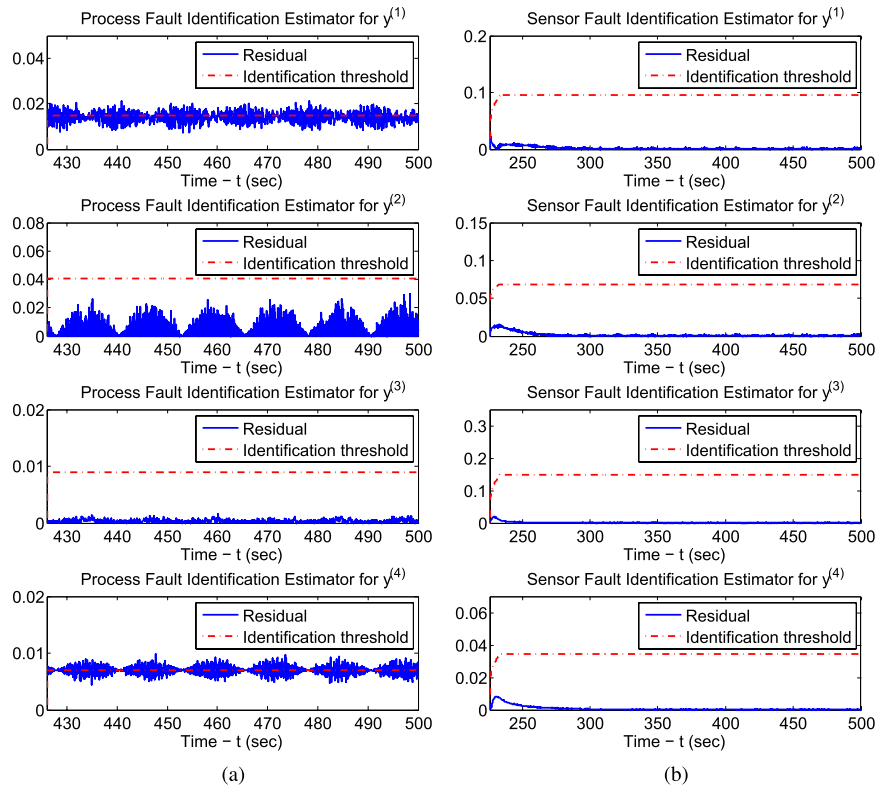 Process Fault Identification Estimator for y(1)
0.04
0.02
0
Residual
Identification threshold
430 440 450 460 470 480 490 500
Time − t (sec)
Process Fault Identification Estimator for y(2)
0.08
0.06
0.04
0.02
0
Residual
Identification threshold
430 440 450 460 470 480 490 500
Time − t (sec)
Process Fault Identification Estimator for y(3)
0.02
0.01
0
Residual
Identification threshold
430 440 450 460 470 480 490 500
Time − t (sec)
Process Fault Identification Estimator for y(4)
0.02
0.01
0
Residual
Identification threshold
430 440 450 460 470 480 490 500
Time − t (sec)
(a)
Sensor Fault Identification Estimator for y(1)
0.2
0.1
0
Residual
Identification threshold
250 300 350 400 450 500
Time − t (sec)
Sensor Fault Identification Estimator for y(2)
0.15
0.1
0.05
0
Residual
Identification threshold
250 300 350 400 450 500
Time − t (sec)
Sensor Fault Identification Estimator for y(3)
0.3
0.2
0.1
0
Residual
Identification threshold
250 300 350 400 450 500
Time − t (sec)
Sensor Fault Identification Estimator for y(4)
0.06
0.04
0.02
0
Residual
Identification threshold
250 300 350 400 450 500
Time − t (sec)
(b)